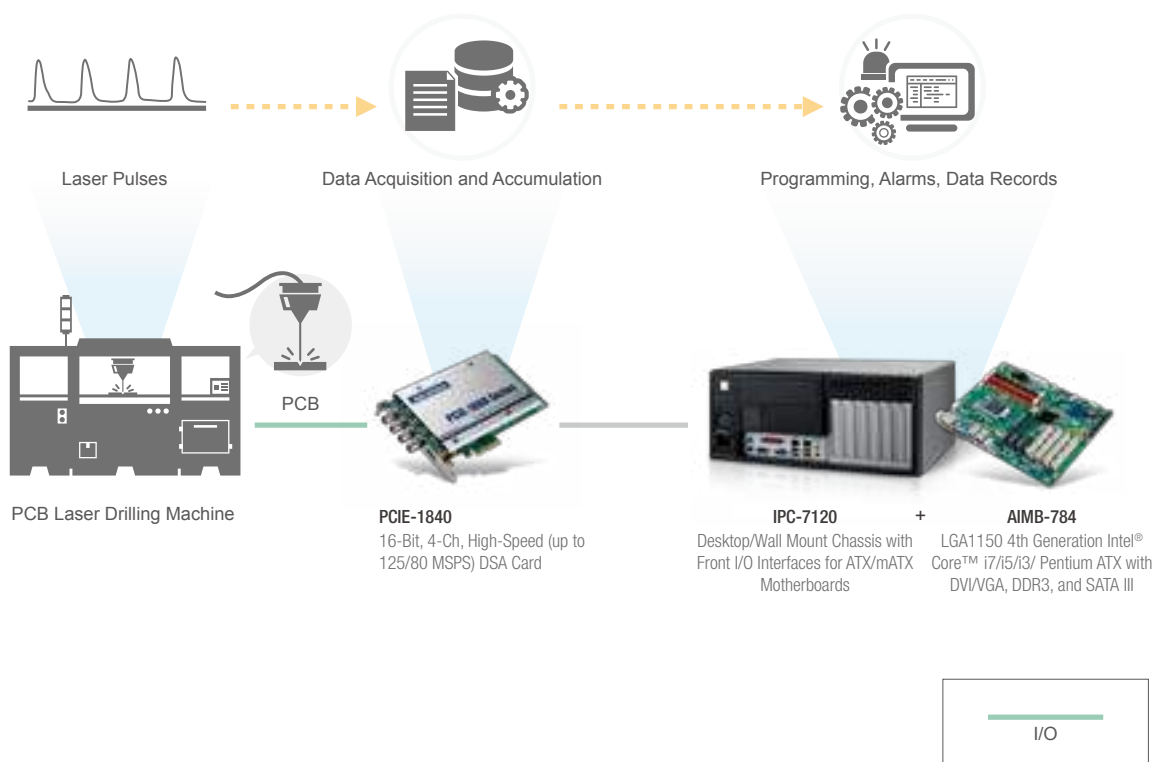 Laser Pulses
Data Acquisition and Accumulation
Programming, Alarms, Data Records
PCB
PCB Laser Drilling Machine
PCIE-1840
16-Bit, 4-Ch, High-Speed (up to
125/80 MSPS) DSA Card
IPC-7120
Desktop/Wall Mount Chassis with
Front I/O Interfaces for ATX/mATX
Motherboards
+
AIMB-784
LGA1150 4th Generation Intel®
Core™ i7/i5/i3/ Pentium ATX with
DVI/VGA, DDR3, and SATA III
I/O